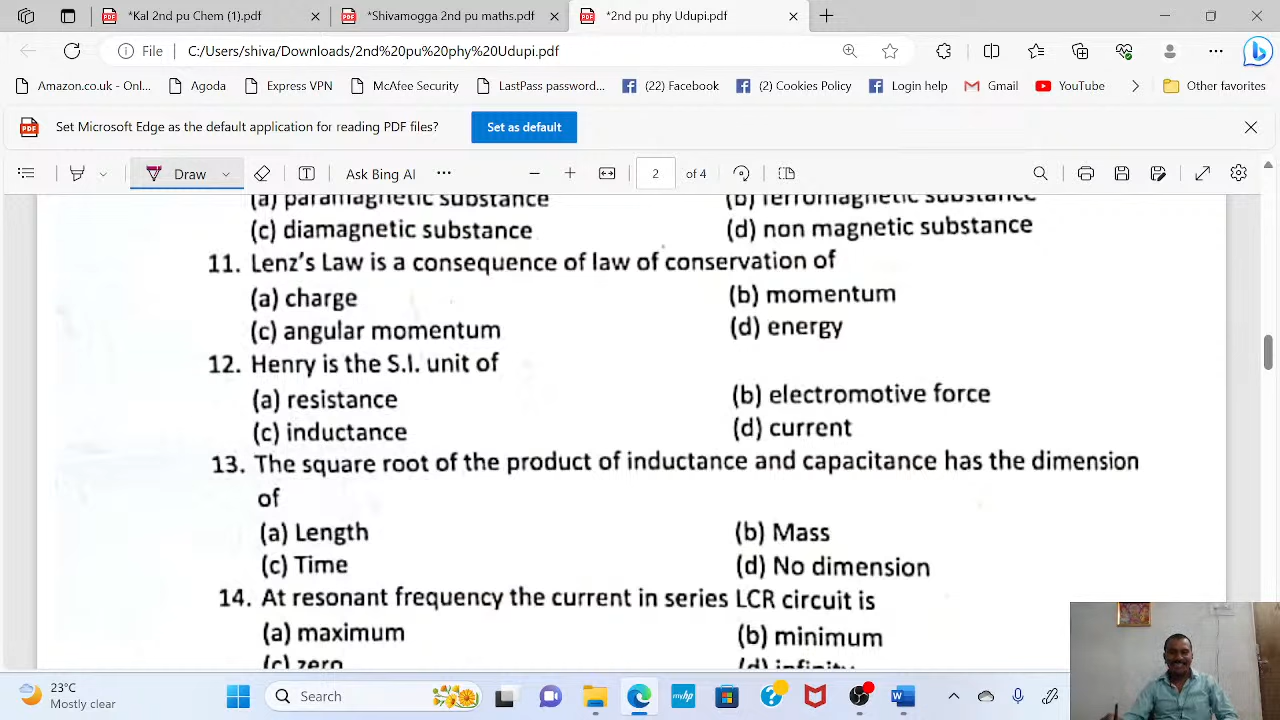 *Kal 2nd pu Chem (1).pdf
*Shivamogga pu maths.pdf
*2nd pu phy Udupi.pdf
File
C:/Users/shiva/Downloads/2nd%20pu%20phy%20Udupi.pdf
Amazon.co.uk - Onl...
Agoda
Express VPN
McAfee Security
LastPass password...
(22) Facebook
(2) Cookies Policy
Login help
Gmail
YouTube
Other favorites
Set Microsoft Edge as the default application for reading PDF files?
Set as default
Draw
Ask Bing AI
2 of 4
(a) paramagnetic substance (b) ferromagnetic substance
(c) diamagnetic substance (d) non magnetic substance
11. Lenz's Law is a consequence of law of conservation of
(a) charge (b) momentum
(c) angular momentum (d) energy
12. Henry is the S.I. unit of
(a) resistance (b) electromotive force
(c) inductance (d) current
13. The square root of the product of inductance and capacitance has the dimension
of
(a) Length (b) Mass
(c) Time (d) No dimension
14. At resonant frequency the current in series LCR circuit is
(a) maximum (b) minimum
(c) zero (d) infinity
23°C
Mostly clear
Search
myhp